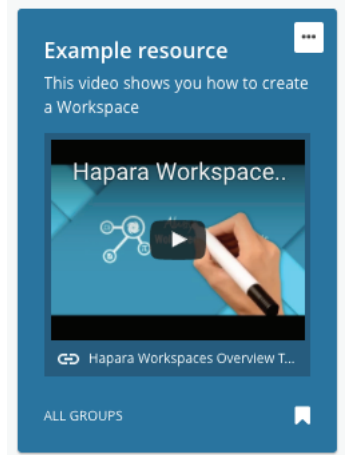 Example resource
This video shows you how to create
a Workspace
Hapara Workspace..
Hapara Workspaces Overview T...
ALL GROUPS